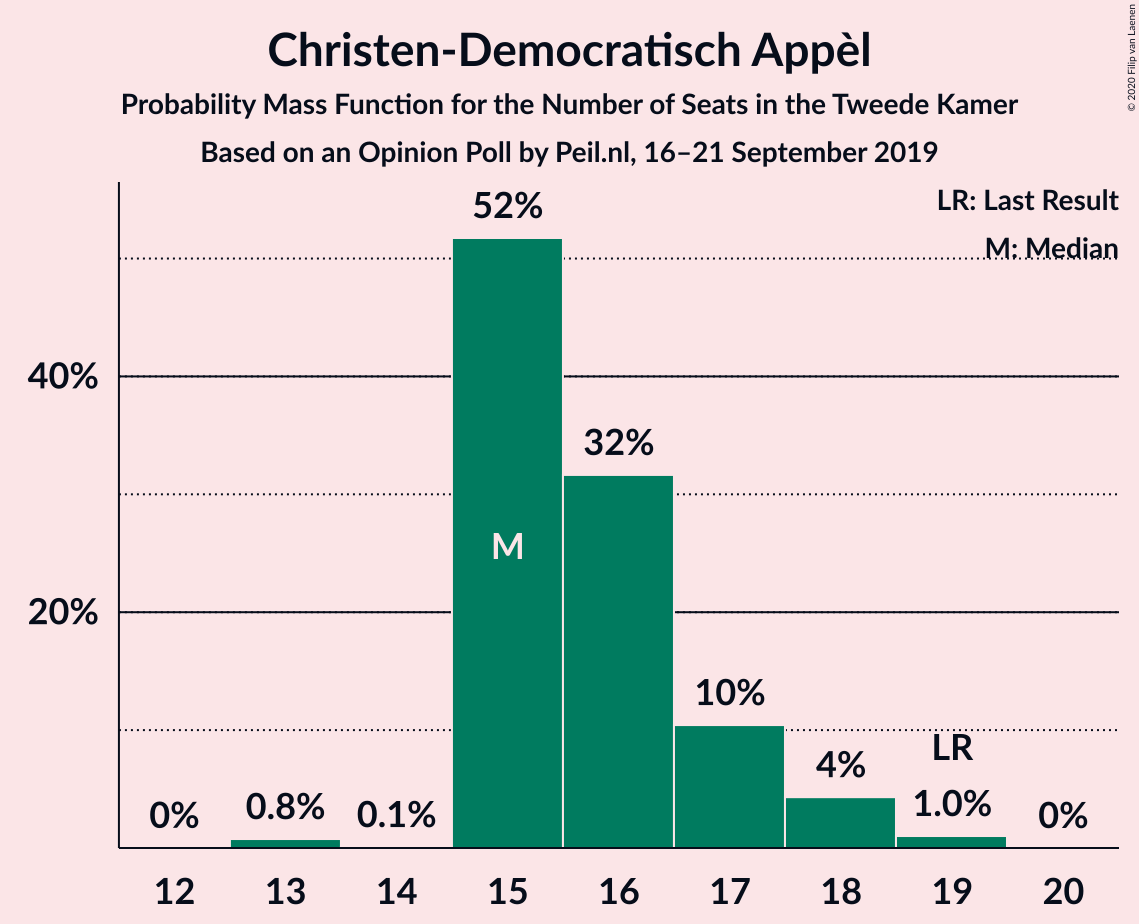 Christen-Democratisch Appèl
Probability Mass Function for the Number of Seats in the Tweede Kamer
Based on an Opinion Poll by Peil.nl, 16–21 September 2019
© 2020 Filip van Laenen
LR: Last Result
M: Median
52%
40%
32%
M
20%
10%
LR
4%
1.0%
0.8%
0%
0.1%
0%
12 13 14 15 16 17 18 19 20